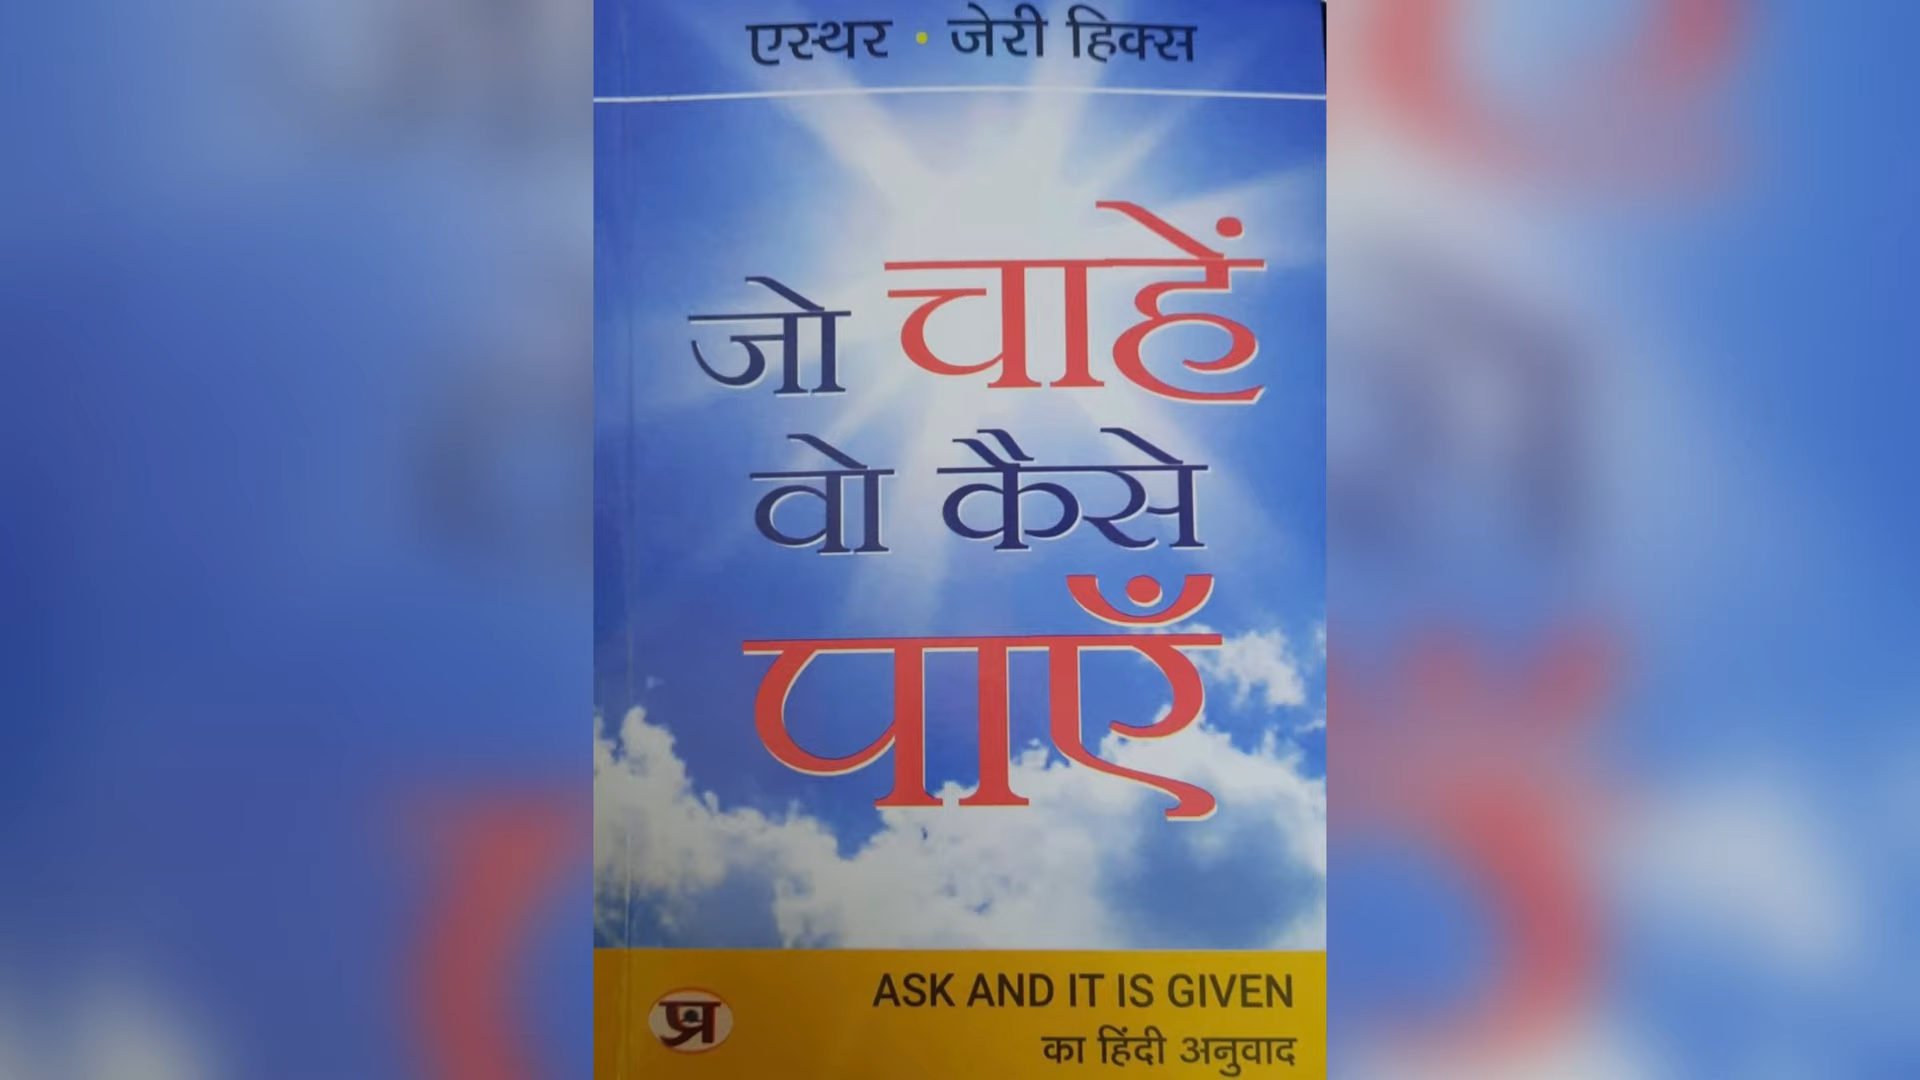 एस्थर • जेरी हिक्स
जो चाहें
वो कैसे
पाएँ
प्र
ASK AND IT IS GIVEN
का हिंदी अनुवाद